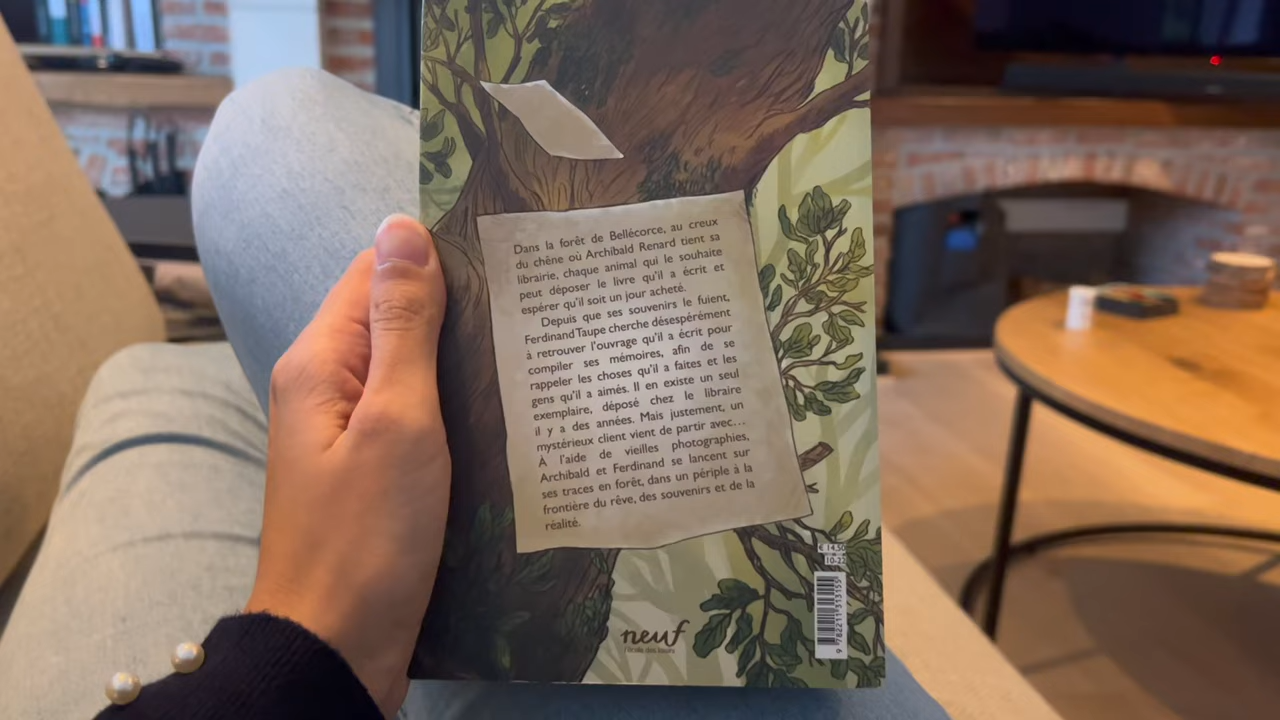 Dans la forêt de Bellécorce, au creux
du chêne où Archibald Renard tient sa
librairie, chaque animal qui le souhaite
peut déposer le livre qu'il a écrit et
espérer qu'il soit un jour acheté.
Depuis que ses souvenirs le fuient,
Ferdinand Taupe cherche désespérément
à retrouver l'ouvrage qu'il a écrit pour
compiler ses mémoires, afin de se
rappeler les choses qu'il a faites et les
gens qu'il a aimés. Il en existe un seul
exemplaire, déposé chez le libraire
il y a des années. Mais justement, un
mystérieux client vient de partir avec…
À l'aide de vieilles photographies,
Archibald et Ferdinand se lancent sur
ses traces en forêt, dans un périple à la
frontière du rêve, des souvenirs et de la
réalité.
€ 14,50
10-22
9 782211 313155
neuf
l'école des loisirs